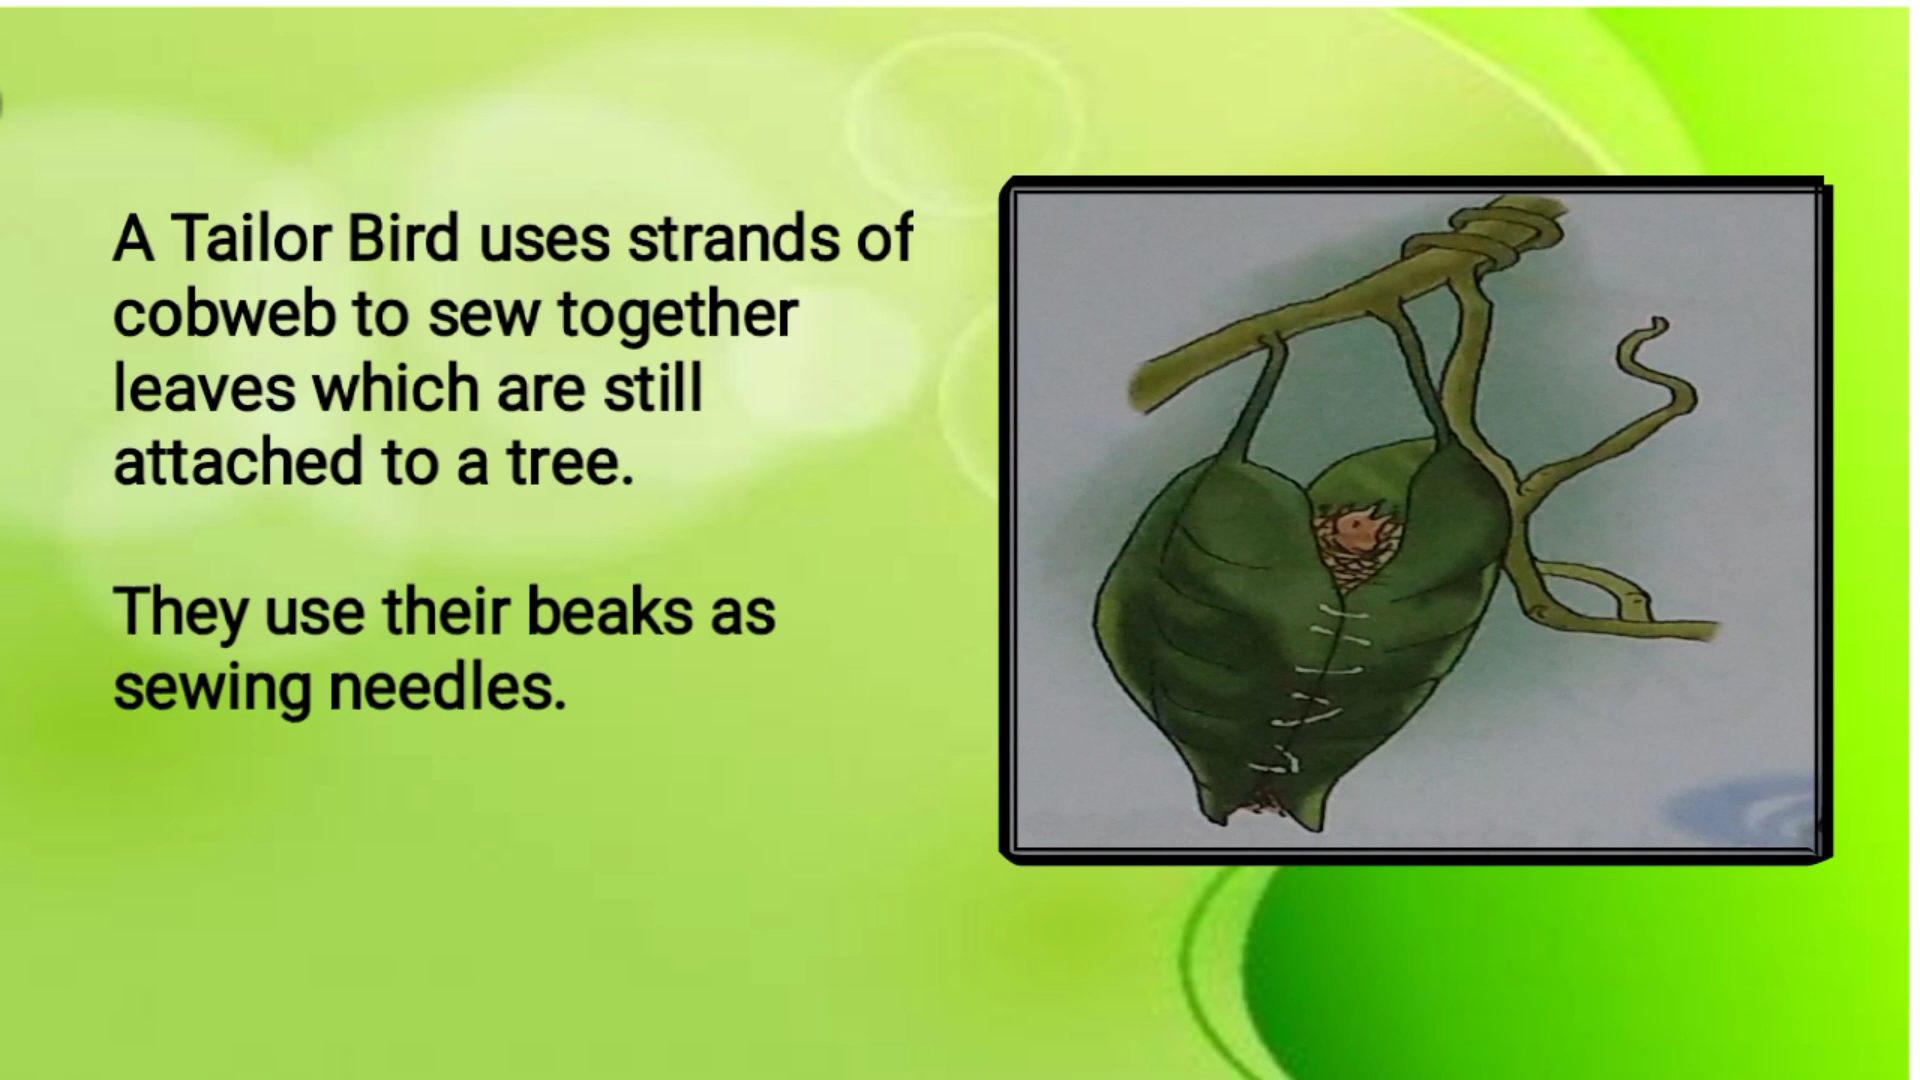 A Tailor Bird uses strands of
cobweb to sew together
leaves which are still
attached to a tree.
They use their beaks as
sewing needles.